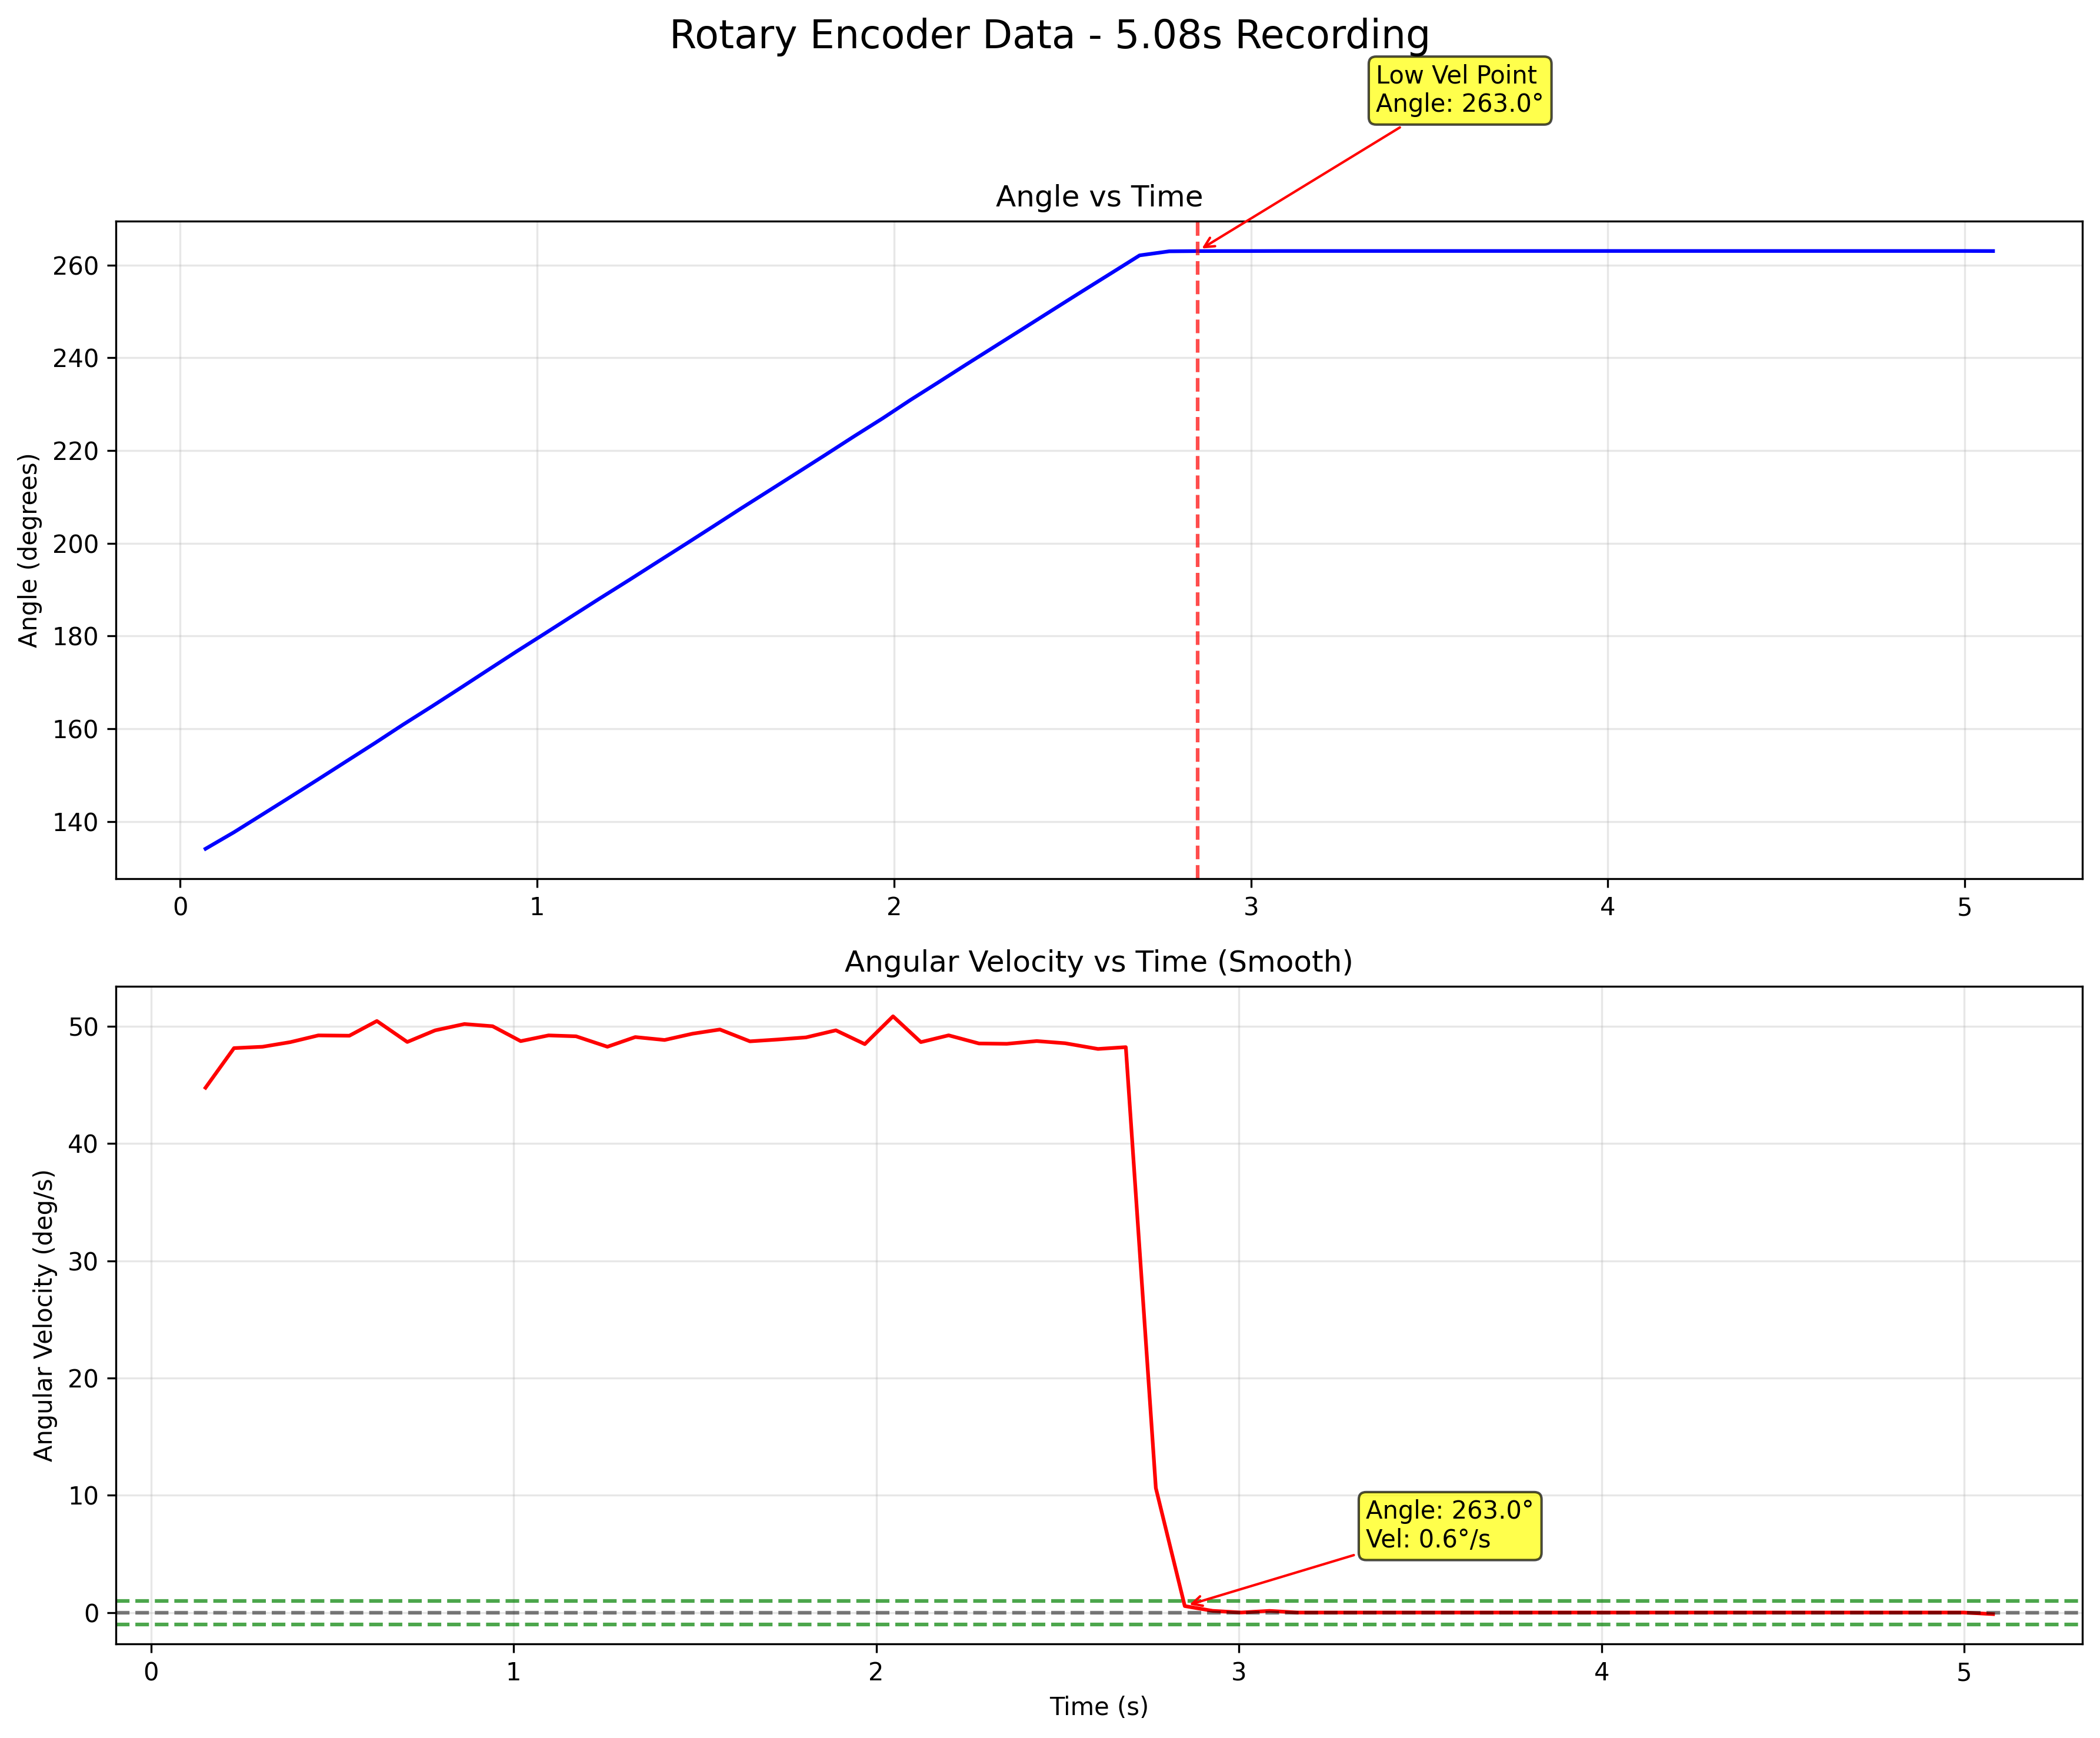 Rotary Encoder Data - 5.08s Recording
Low Vel Point
Angle: 263.0°
Angle vs Time
Angle (degrees)
260
240
220
200
180
160
140
0 1 2 3 4 5
Angular Velocity vs Time (Smooth)
Angular Velocity (deg/s)
50
40
30
20
10
0
Angle: 263.0°
Vel: 0.6°/s
0 1 2 3 4 5
Time (s)